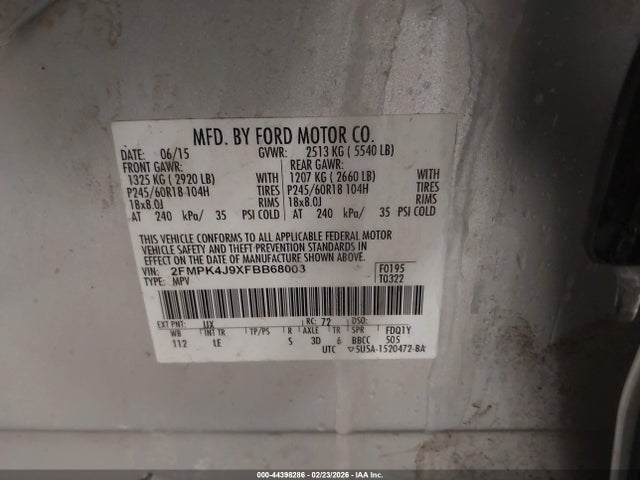 MFD. BY FORD MOTOR CO.
DATE: 06/15 GVWR: 2513 KG ( 5540 LB)
FRONT GAWR: REAR GAWR:
1325 KG ( 2920 LB) WITH 1207 KG ( 2660 LB) WITH
P245/60R18 104H TIRES P245/60R18 104H TIRES
18x8.0J RIMS 18x8.0J RIMS
AT 240 kPa/ 35 PSI COLD AT 240 kPa/ 35 PSI COLD
THIS VEHICLE CONFORMS TO ALL APPLICABLE FEDERAL MOTOR
VEHICLE SAFETY AND THEFT PREVENTION STANDARDS IN
EFFECT ON THE DATE OF MANUFACTURE SHOWN ABOVE.
VIN: 2FMPK4J9XFBB68003 F0195
TYPE: MPV T0322
EXT PNT: UX RC: 72 DSO:
WB INT TR TP/PS R AXLE TR SPR FDQ1Y
112 LE S 3D 6 BBCC 505
UTC ▽5U5A-1520472-BA
000-44398286 - 02/23/2026 - IAA Inc.